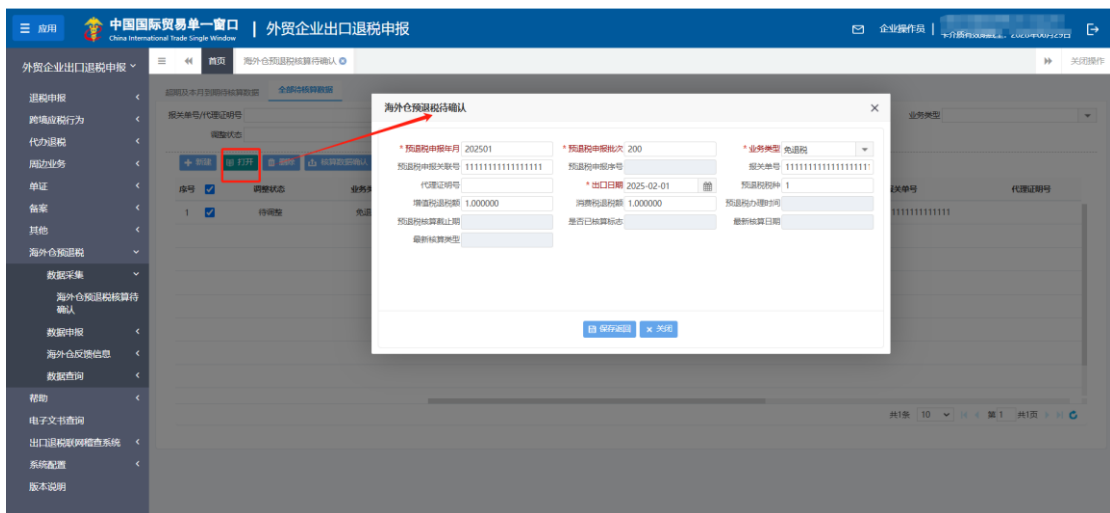 应用
中国国际贸易单一窗口
China International Trade Single Window
外贸企业出口退税申报
企业操作员
外贸企业出口退税申报
首页
海外仓预退税核算待确认
关闭操作
退税申报
跨境应税行为
代办退税
周边业务
单证
备案
其他
海外仓预退税
数据采集
海外仓预退税核算待
确认
数据申报
海外仓反馈信息
数据查询
帮助
电子文书查询
出口退税联网稽查系统
系统配置
版本说明
超期及本月到期待核算数据
全部待核算数据
报关单号/代理证明号
业务类型
调整状态
新建
打开
删除
核算数据确认
序号
调整状态
报关单号
代理证明号
1
待调整
免退
1111111111111
海外仓预退税待确认
* 预退税申报年月 202501
* 预退税申报批次 200
* 业务类型 免退税
预退税申报关联号 11111111111111111
预退税申报序号
报关单号 111111111111111111
代理证明号
* 出口日期 2025-02-01
预退税税种 1
增值税退税额 1.000000
消费税退税额 1.000000
预退税办理时间
预退税核算截止期
是否已核算标志
最新核算日期
最新核算类型
保存返回
关闭
共1条 10 第 1 共1页